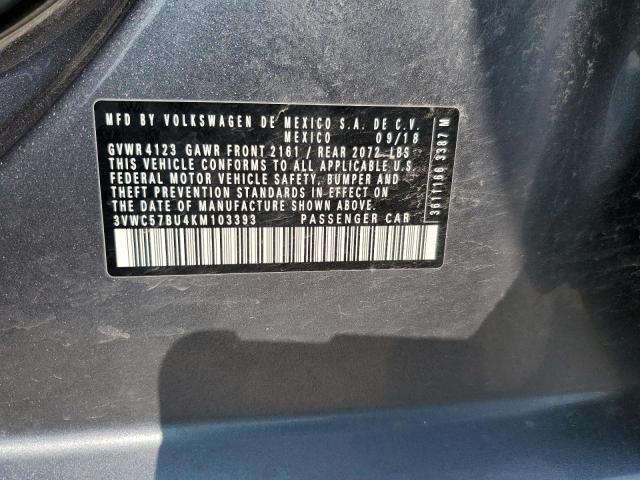 MFD BY VOLKSWAGEN DE MEXICO S.A. DE C.V.
MEXICO 09/18
GVWR 4123 GAWR FRONT 2161 / REAR 2072 LBS
THIS VEHICLE CONFORMS TO ALL APPLICABLE U.S.
FEDERAL MOTOR VEHICLE SAFETY, BUMPER AND
THEFT PREVENTION STANDARDS IN EFFECT ON
THE DATE OF MANUFACTURE SHOWN ABOVE
3VWC57BU4KM103393 PASSENGER CAR
3611166 3387 M